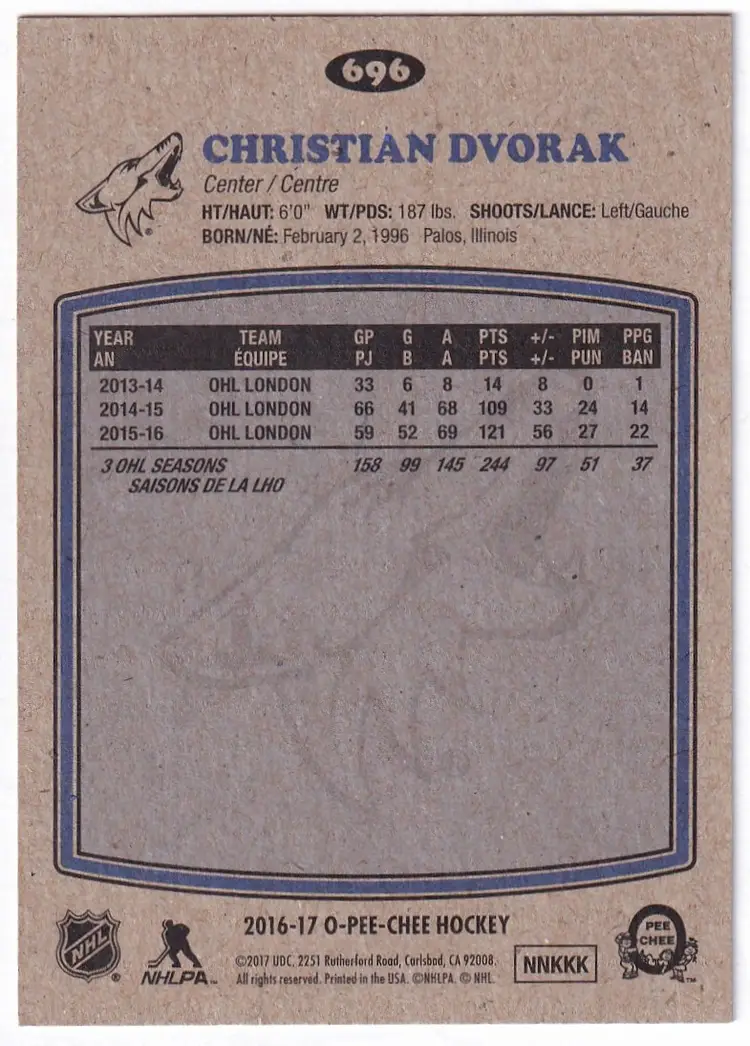 696
CHRISTIAN DVORAK
Center / Centre
HT/HAUT: 6'0" WT/PDS: 187 lbs. SHOOTS/LANCE: Left/Gauche
BORN/NÉ: February 2, 1996 Palos, Illinois
YEAR TEAM GP G A PTS +/- PIM PPG
AN ÉQUIPE PJ B A PTS +/- PUN BAN
2013-14 OHL LONDON 33 6 8 14 8 0 1
2014-15 OHL LONDON 66 41 68 109 33 24 14
2015-16 OHL LONDON 59 52 69 121 56 27 22
3 OHL SEASONS 158 99 145 244 97 51 37
SAISONS DE LA LHO
NHL ®
NHLPA™
2016-17 O-PEE-CHEE HOCKEY
©2017 UDC. 2251 Rutherford Road, Carlsbad, CA 92008.
All rights reserved. Printed in the USA. ©NHLPA. © NHL.
NNKKK
PEE
CHEE
™